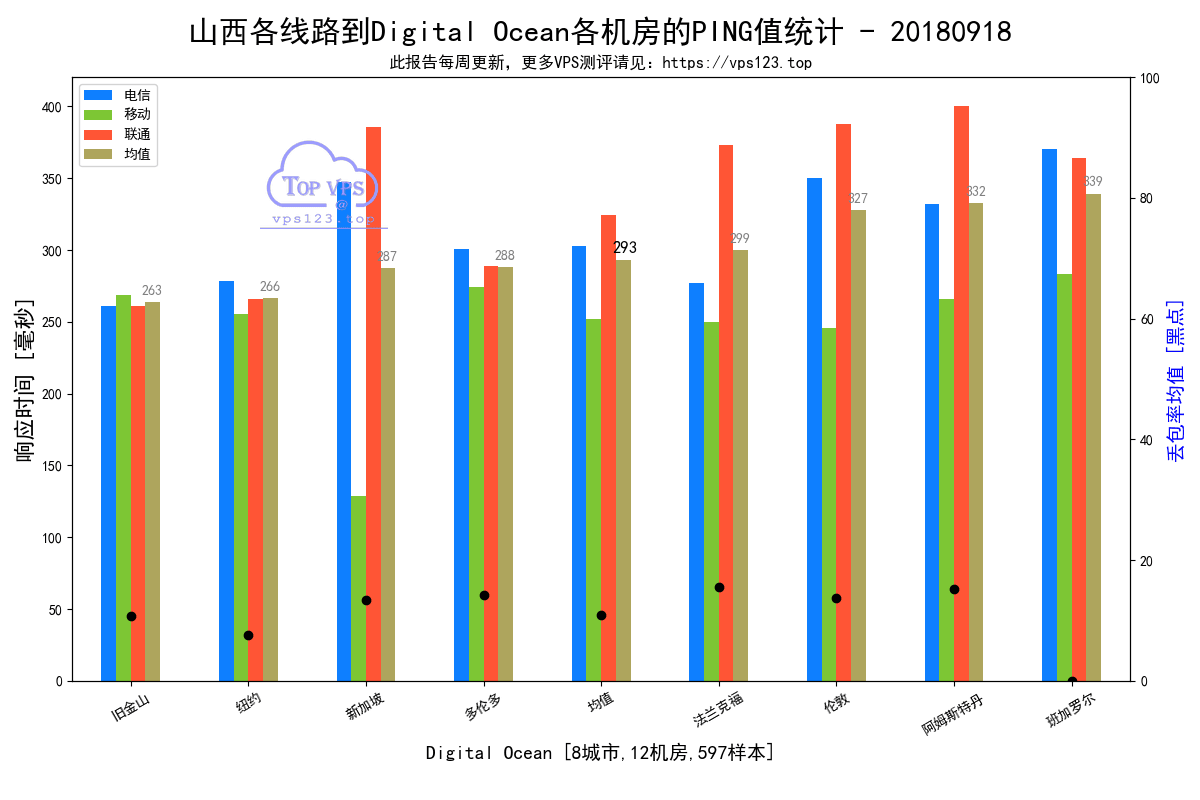 山西各线路到Digital Ocean各机房的PING值统计 - 20180918
此报告每周更新，更多VPS测评请见：https://vps123.top
电信
移动
联通
均值
TOP VPS
@
vps123.top
响应时间 [毫秒]
400
350
300
250
200
150
100
50
0
263
266
287
288
293
299
327
332
339
100
80
60
40
20
0
丢包率均值 [黑点]
旧金山
纽约
新加坡
多伦多
均值
法兰克福
伦敦
阿姆斯特丹
班加罗尔
Digital Ocean [8城市,12机房,597样本]